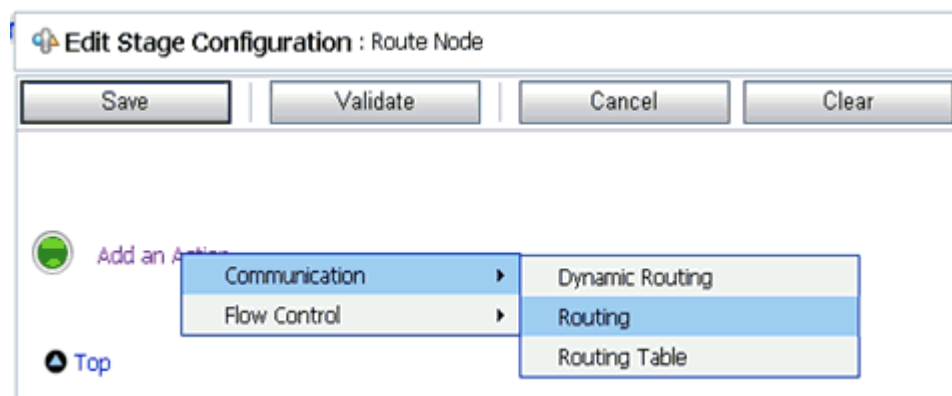 Edit Stage Configuration : Route Node
Save Validate Cancel Clear
Add an Action
Communication Dynamic Routing
Flow Control Routing
Top Routing Table